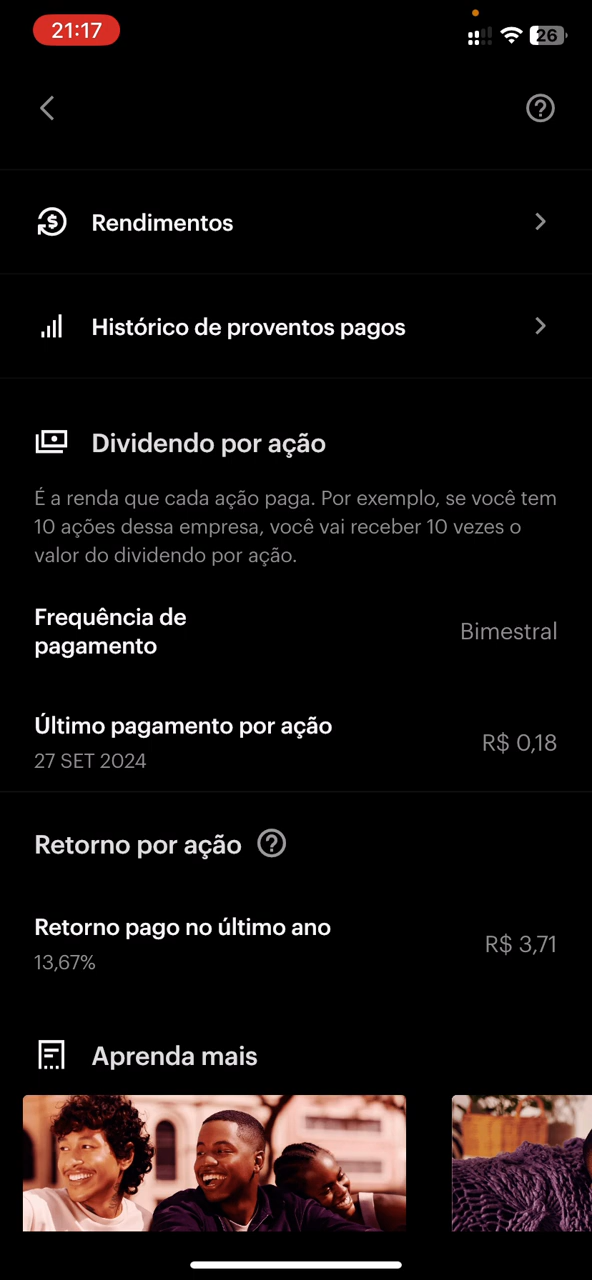 21:17
26
Rendimentos
Histórico de proventos pagos
Dividendo por ação
É a renda que cada ação paga. Por exemplo, se você tem
10 ações dessa empresa, você vai receber 10 vezes o
valor do dividendo por ação.
Frequência de
pagamento
Bimestral
Último pagamento por ação
27 SET 2024
R$ 0,18
Retorno por ação ?
Retorno pago no último ano
13,67%
R$ 3,71
Aprenda mais